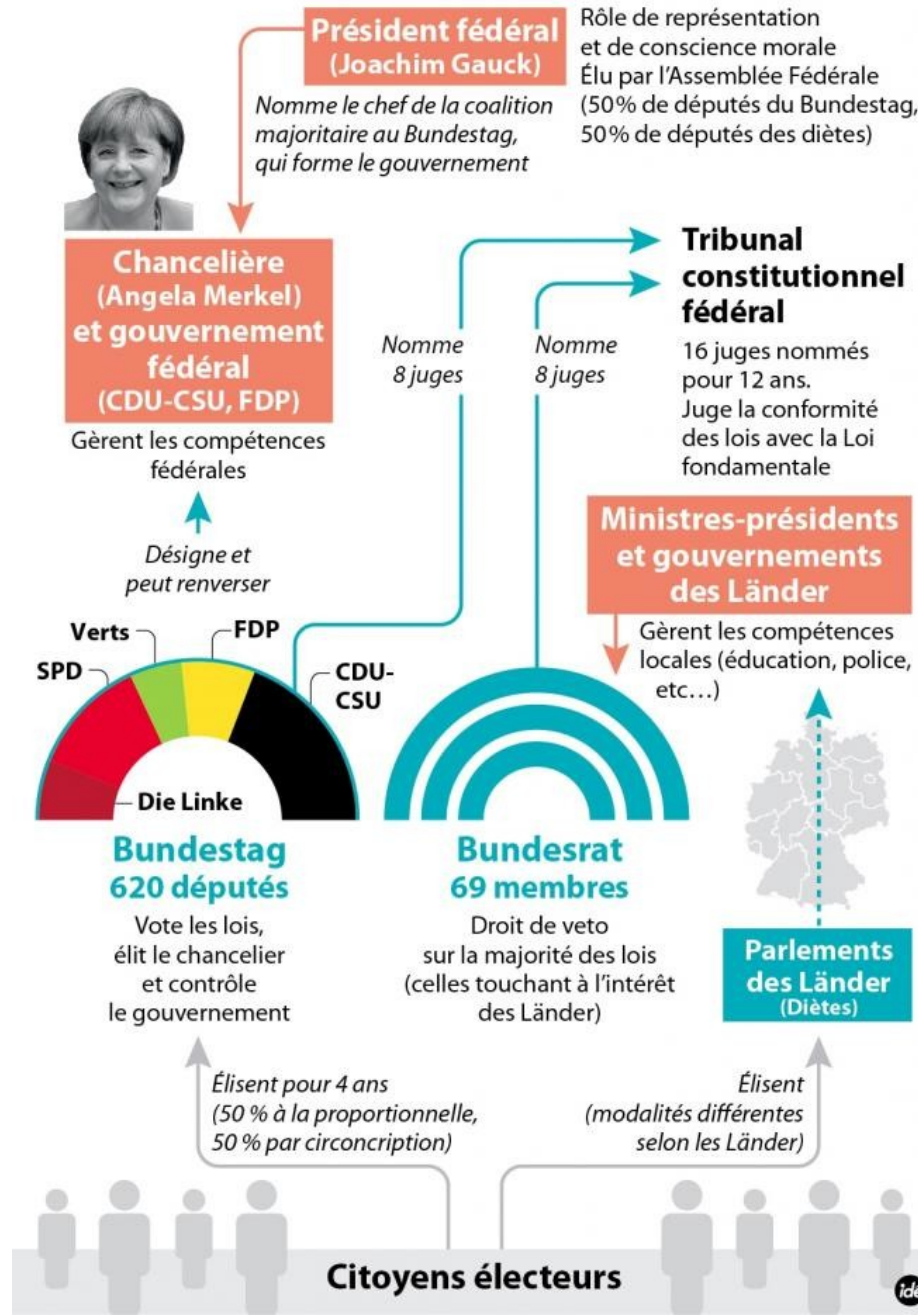 Président fédéral
(Joachim Gauck)
Rôle de représentation
et de conscience morale
Élu par l'Assemblée Fédérale
(50% de députés du Bundestag,
50% de députés des diètes)
Nomme le chef de la coalition
majoritaire au Bundestag,
qui forme le gouvernement
Chancelière
(Angela Merkel)
et gouvernement
fédéral
(CDU-CSU, FDP)
Gèrent les compétences
fédérales
Désigne et
peut renverser
Nomme
8 juges
Nomme
8 juges
Tribunal
constitutionnel
fédéral
16 juges nommés
pour 12 ans.
Juge la conformité
des lois avec la Loi
fondamentale
Ministres-présidents
et gouvernements
des Länder
Gèrent les compétences
locales (éducation, police,
etc...)
Verts
FDP
SPD
CDU-
CSU
Die Linke
Bundestag
620 députés
Vote les lois,
élit le chancelier
et contrôle
le gouvernement
Bundesrat
69 membres
Droit de veto
sur la majorité des lois
(celles touchant à l'intérêt
des Länder)
Parlements
des Länder
(Diètes)
Élisent pour 4 ans
(50 % à la proportionnelle,
50 % par circoncription)
Élisent
(modalités différentes
selon les Länder)
Citoyens électeurs